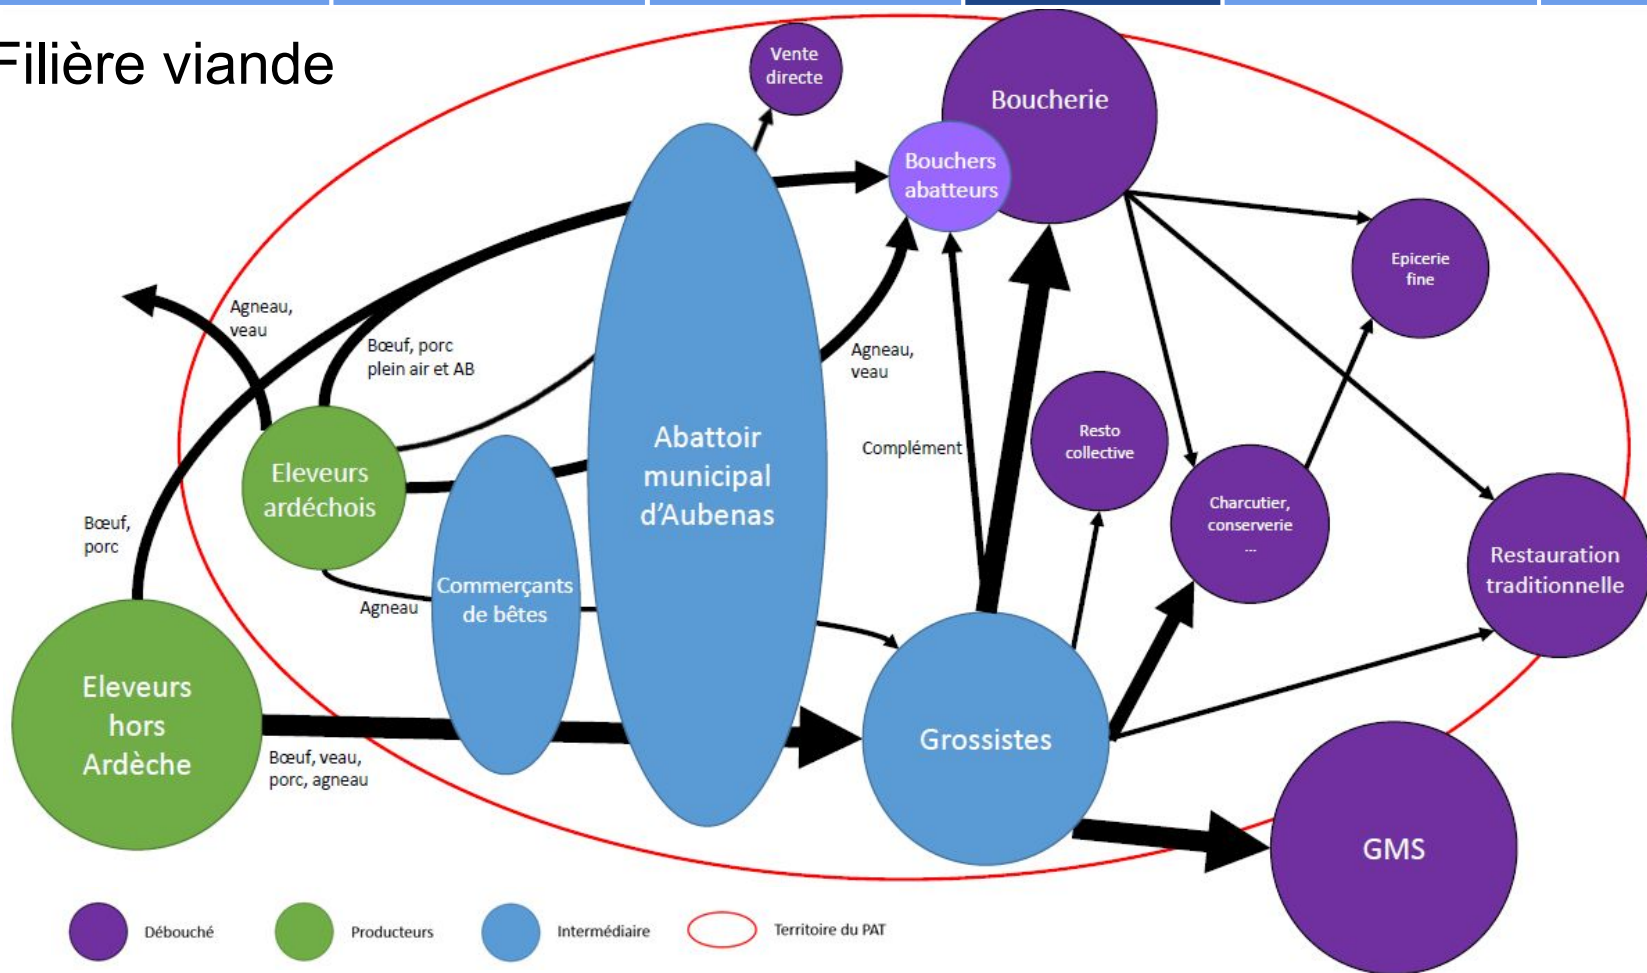 Filière viande
Vente
directe
Boucherie
Bouchers
abatteurs
Epicerie
fine
Agneau,
veau
Bœuf, porc
plein air et AB
Agneau,
veau
Abattoir
municipal
d'Aubenas
Complément
Resto
collective
Eleveurs
ardéchois
Charcutier,
conserverie
...
Bœuf,
porc
Restauration
traditionnelle
Agneau
Commerçants
de bêtes
Eleveurs
hors
Ardèche
Bœuf, veau,
porc, agneau
Grossistes
GMS
Débouché
Producteurs
Intermédiaire
Territoire du PAT